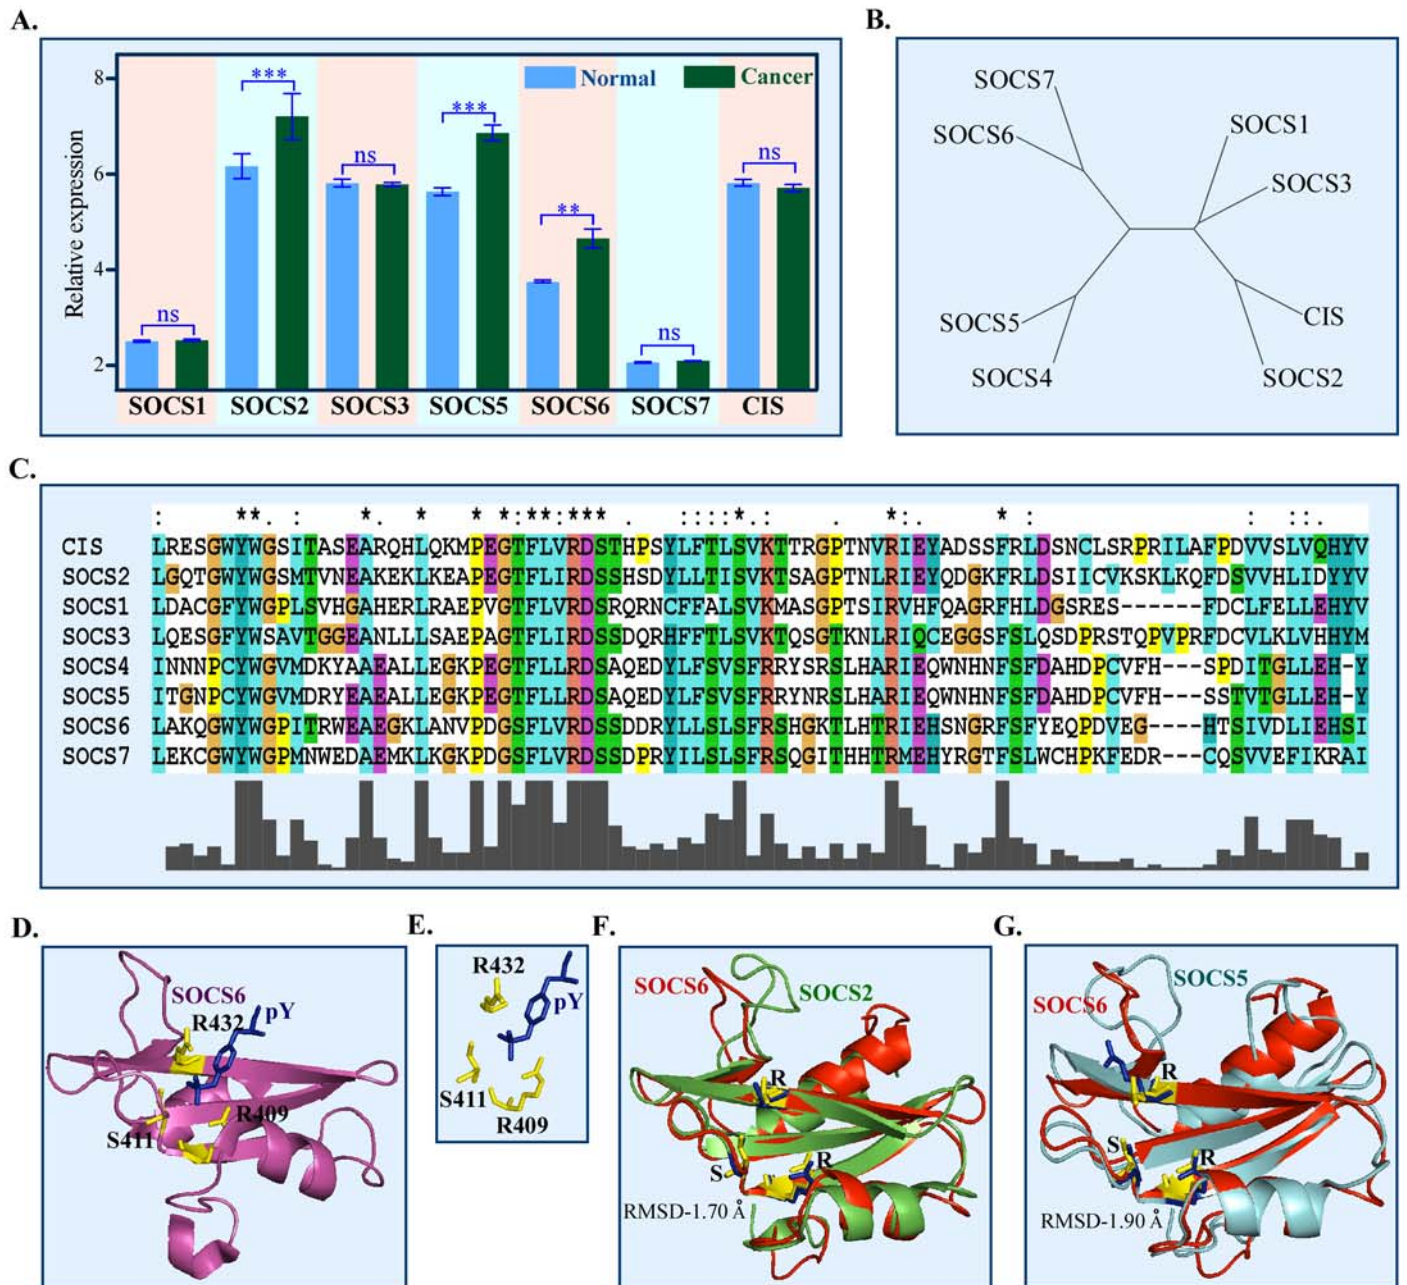 A.
8
6
4
2
Relative expression
Normal
Cancer
ns
***
ns
***
**
ns
ns
SOCS1
SOCS2
SOCS3
SOCS5
SOCS6
SOCS7
CIS
B.
SOCS7
SOCS6
SOCS1
SOCS3
SOCS5
SOCS4
CIS
SOCS2
C.
: **. : *. * * *:**:*** . ::::*.: . *:. * : : ::.
CIS LRESGWYWGSITASEARQHLQKMPEGTFLVRDSTHPSYLFTLSVKTTRGPTNVRIEYADSSFRLDSNCLSRPRILAFPDVVSLVQHYV
SOCS2 LGQTGWYWGSMTVNEAKEKLKEAPEGTFLIRDSSHSDYLLTISVKTSAGPTNLRIEYQDGKFRLDSIICVKSKLKQFDSVVHLIDYYV
SOCS1 LDACGFYWGPLSVHGAHERLRAEPVGTFLVRDSRQRNCFFALSVKMASGPTSIRVHFQAGRFHLDGSRES------FDCLFELLEHYV
SOCS3 LQESGFYWSAVTGGEANLLLSAEPAGTFLIRDSSDQRHFFTLSVKTQSGTKNLRIQCEGGSFSLQSDPRSTQPVPRFDCVLKLVHHYM
SOCS4 INNNPCYWGVMDKYAAEALLEGKPEGTFLLRDSAQEDYLFSVSFRRYSRSLHARIEQWNHNFSFDAHDPCVFH---SPDITGLLEH-Y
SOCS5 ITGNPCYWGVMDRYEAEALLEGKPEGTFLLRDSAQEDYLFSVSFRRYNRSLHARIEQWNHNFSFDAHDPCVFH---SSTVTGLLEH-Y
SOCS6 LAKQGWYWGPITRWEAEGKLANVPDGSFLVRDSSDDRYLLSLSFRSHGKTLHTRIEHSNGRFSFYEQPDVEG----HTSIVDLIEHSI
SOCS7 LEKCGWYWGPMNWEDAEMKLKGKPDGSFLVRDSSDPRYILSLSFRSQGITHHTRMEHYRGTFSLWCHPKFEDR---CQSVVEFIKRAI
D.
SOCS6
R432
pY
S411
R409
E.
R432
pY
S411
R409
F.
SOCS6
SOCS2
R
S
R
RMSD-1.70 Å
G.
SOCS5
SOCS6
R
S
R
RMSD-1.90 Å